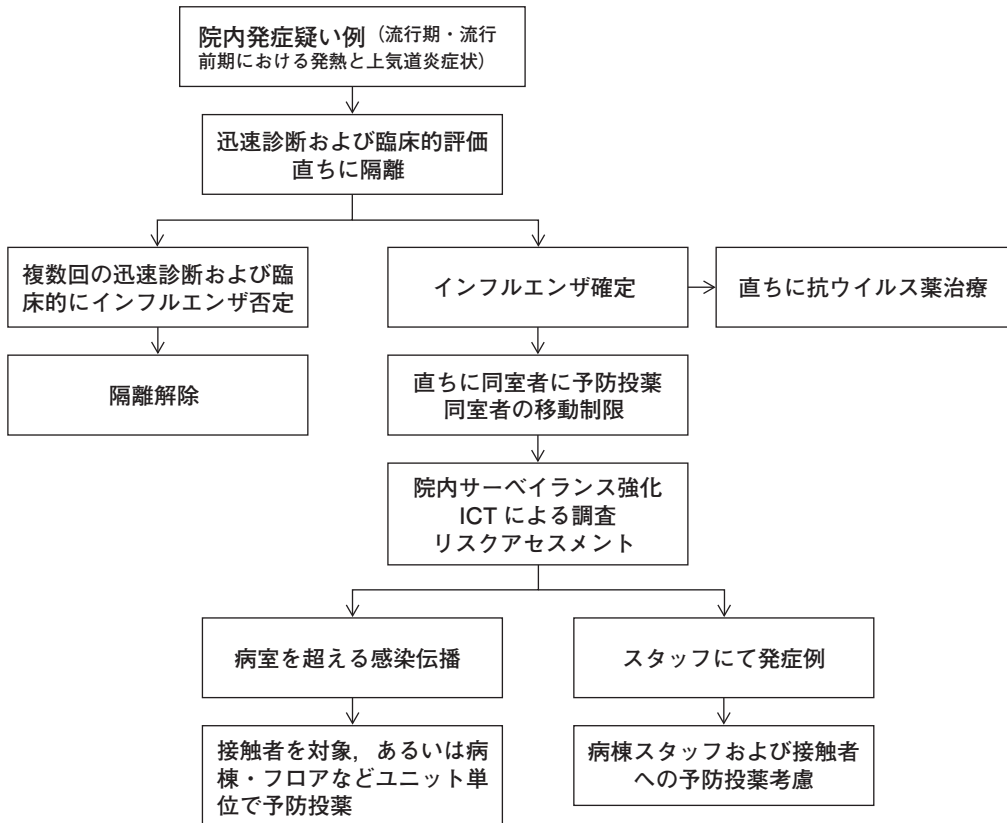 院内発症疑い例（流行期・流行
前期における発熱と上気道炎症状）
迅速診断および臨床的評価
直ちに隔離
複数回の迅速診断および臨
床的にインフルエンザ否定
インフルエンザ確定
直ちに抗ウイルス薬治療
隔離解除
直ちに同室者に予防投薬
同室者の移動制限
院内サーベイランス強化
ICT による調査
リスクアセスメント
病室を超える感染伝播
スタッフにて発症例
接触者を対象，あるいは病
棟・フロアなどユニット単
位で予防投薬
病棟スタッフおよび接触者
への予防投薬考慮